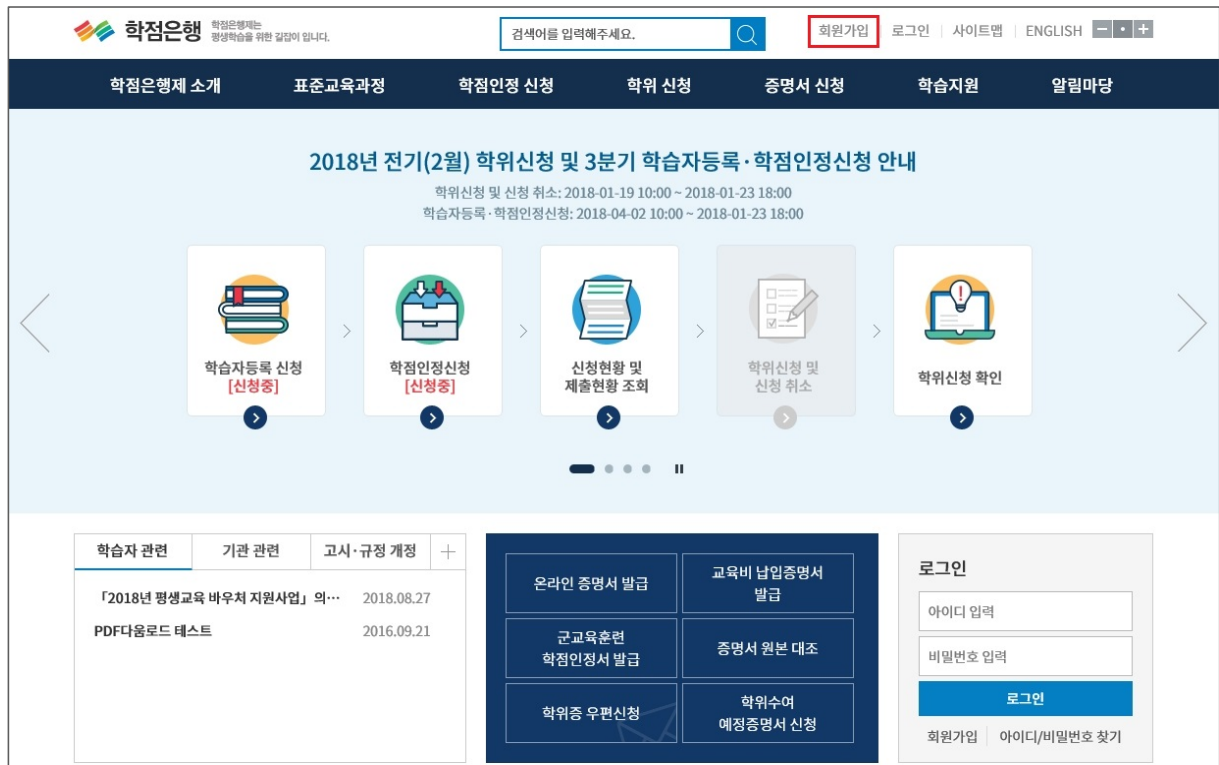 학점은행 학점은행제는
평생학습을 위한 길잡이 입니다.
검색어를 입력해주세요.
회원가입 로그인 사이트맵 ENGLISH
학점은행제 소개 표준교육과정 학점인정 신청 학위 신청 증명서 신청 학습지원 알림마당
2018년 전기(2월) 학위신청 및 3분기 학습자등록·학점인정신청 안내
학위신청 및 신청 취소: 2018-01-19 10:00 ~ 2018-01-23 18:00
학습자등록·학점인정신청: 2018-04-02 10:00 ~ 2018-01-23 18:00
학습자등록 신청
[신청중]
학점인정신청
[신청중]
신청현황 및
제출현황 조회
학위신청 및
신청 취소
학위신청 확인
학습자 관련 기관 관련 고시·규정 개정
「2018년 평생교육 바우처 지원사업」 의… 2018.08.27
PDF다움로드 테스트 2016.09.21
온라인 증명서 발급
교육비 납입증명서
발급
군교육훈련
학점인정서 발급
증명서 원본 대조
학위증 우편신청
학위수여
예정증명서 신청
로그인
아이디 입력
비밀번호 입력
로그인
회원가입 아이디/비밀번호 찾기